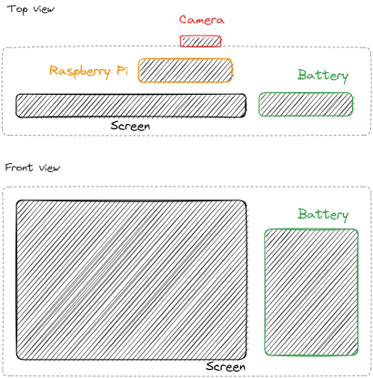 Top view
Camera
Raspberry Pi
Battery
Screen
Front view
Battery
Screen